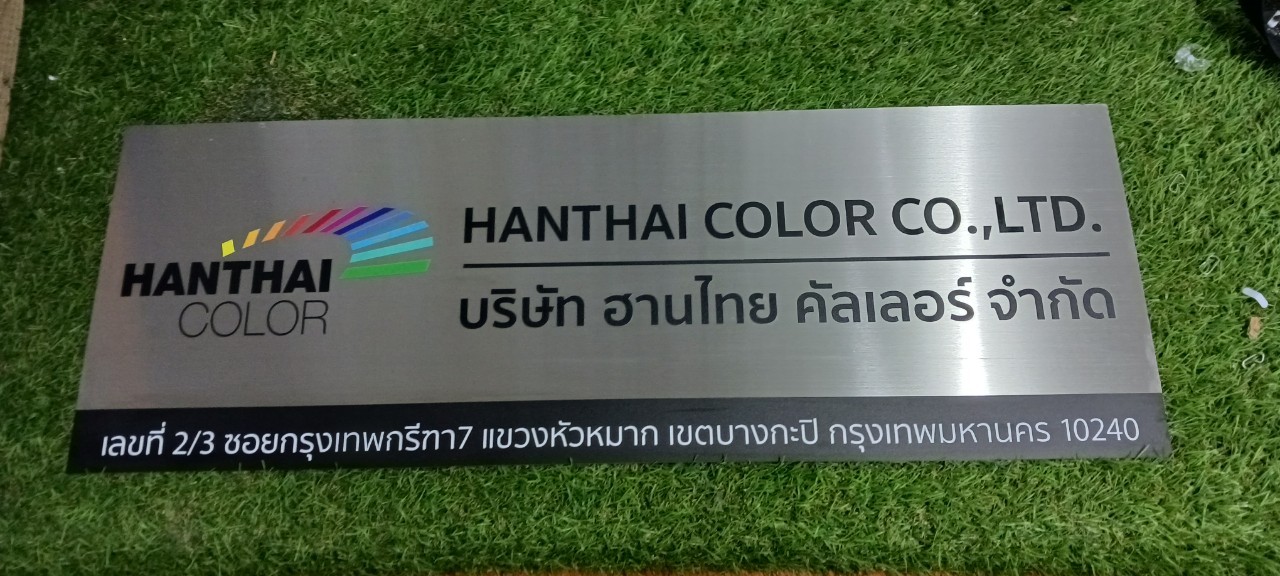 HANTHAI
COLOR
HANTHAI COLOR CO.,LTD.
บริษัท ฮานไทย คัลเลอร์ จำกัด
เลขที่ 2/3 ซอยกรุงเทพกรีฑา7 แขวงหัวหมาก เขตบางกะปิ กรุงเทพมหานคร 10240